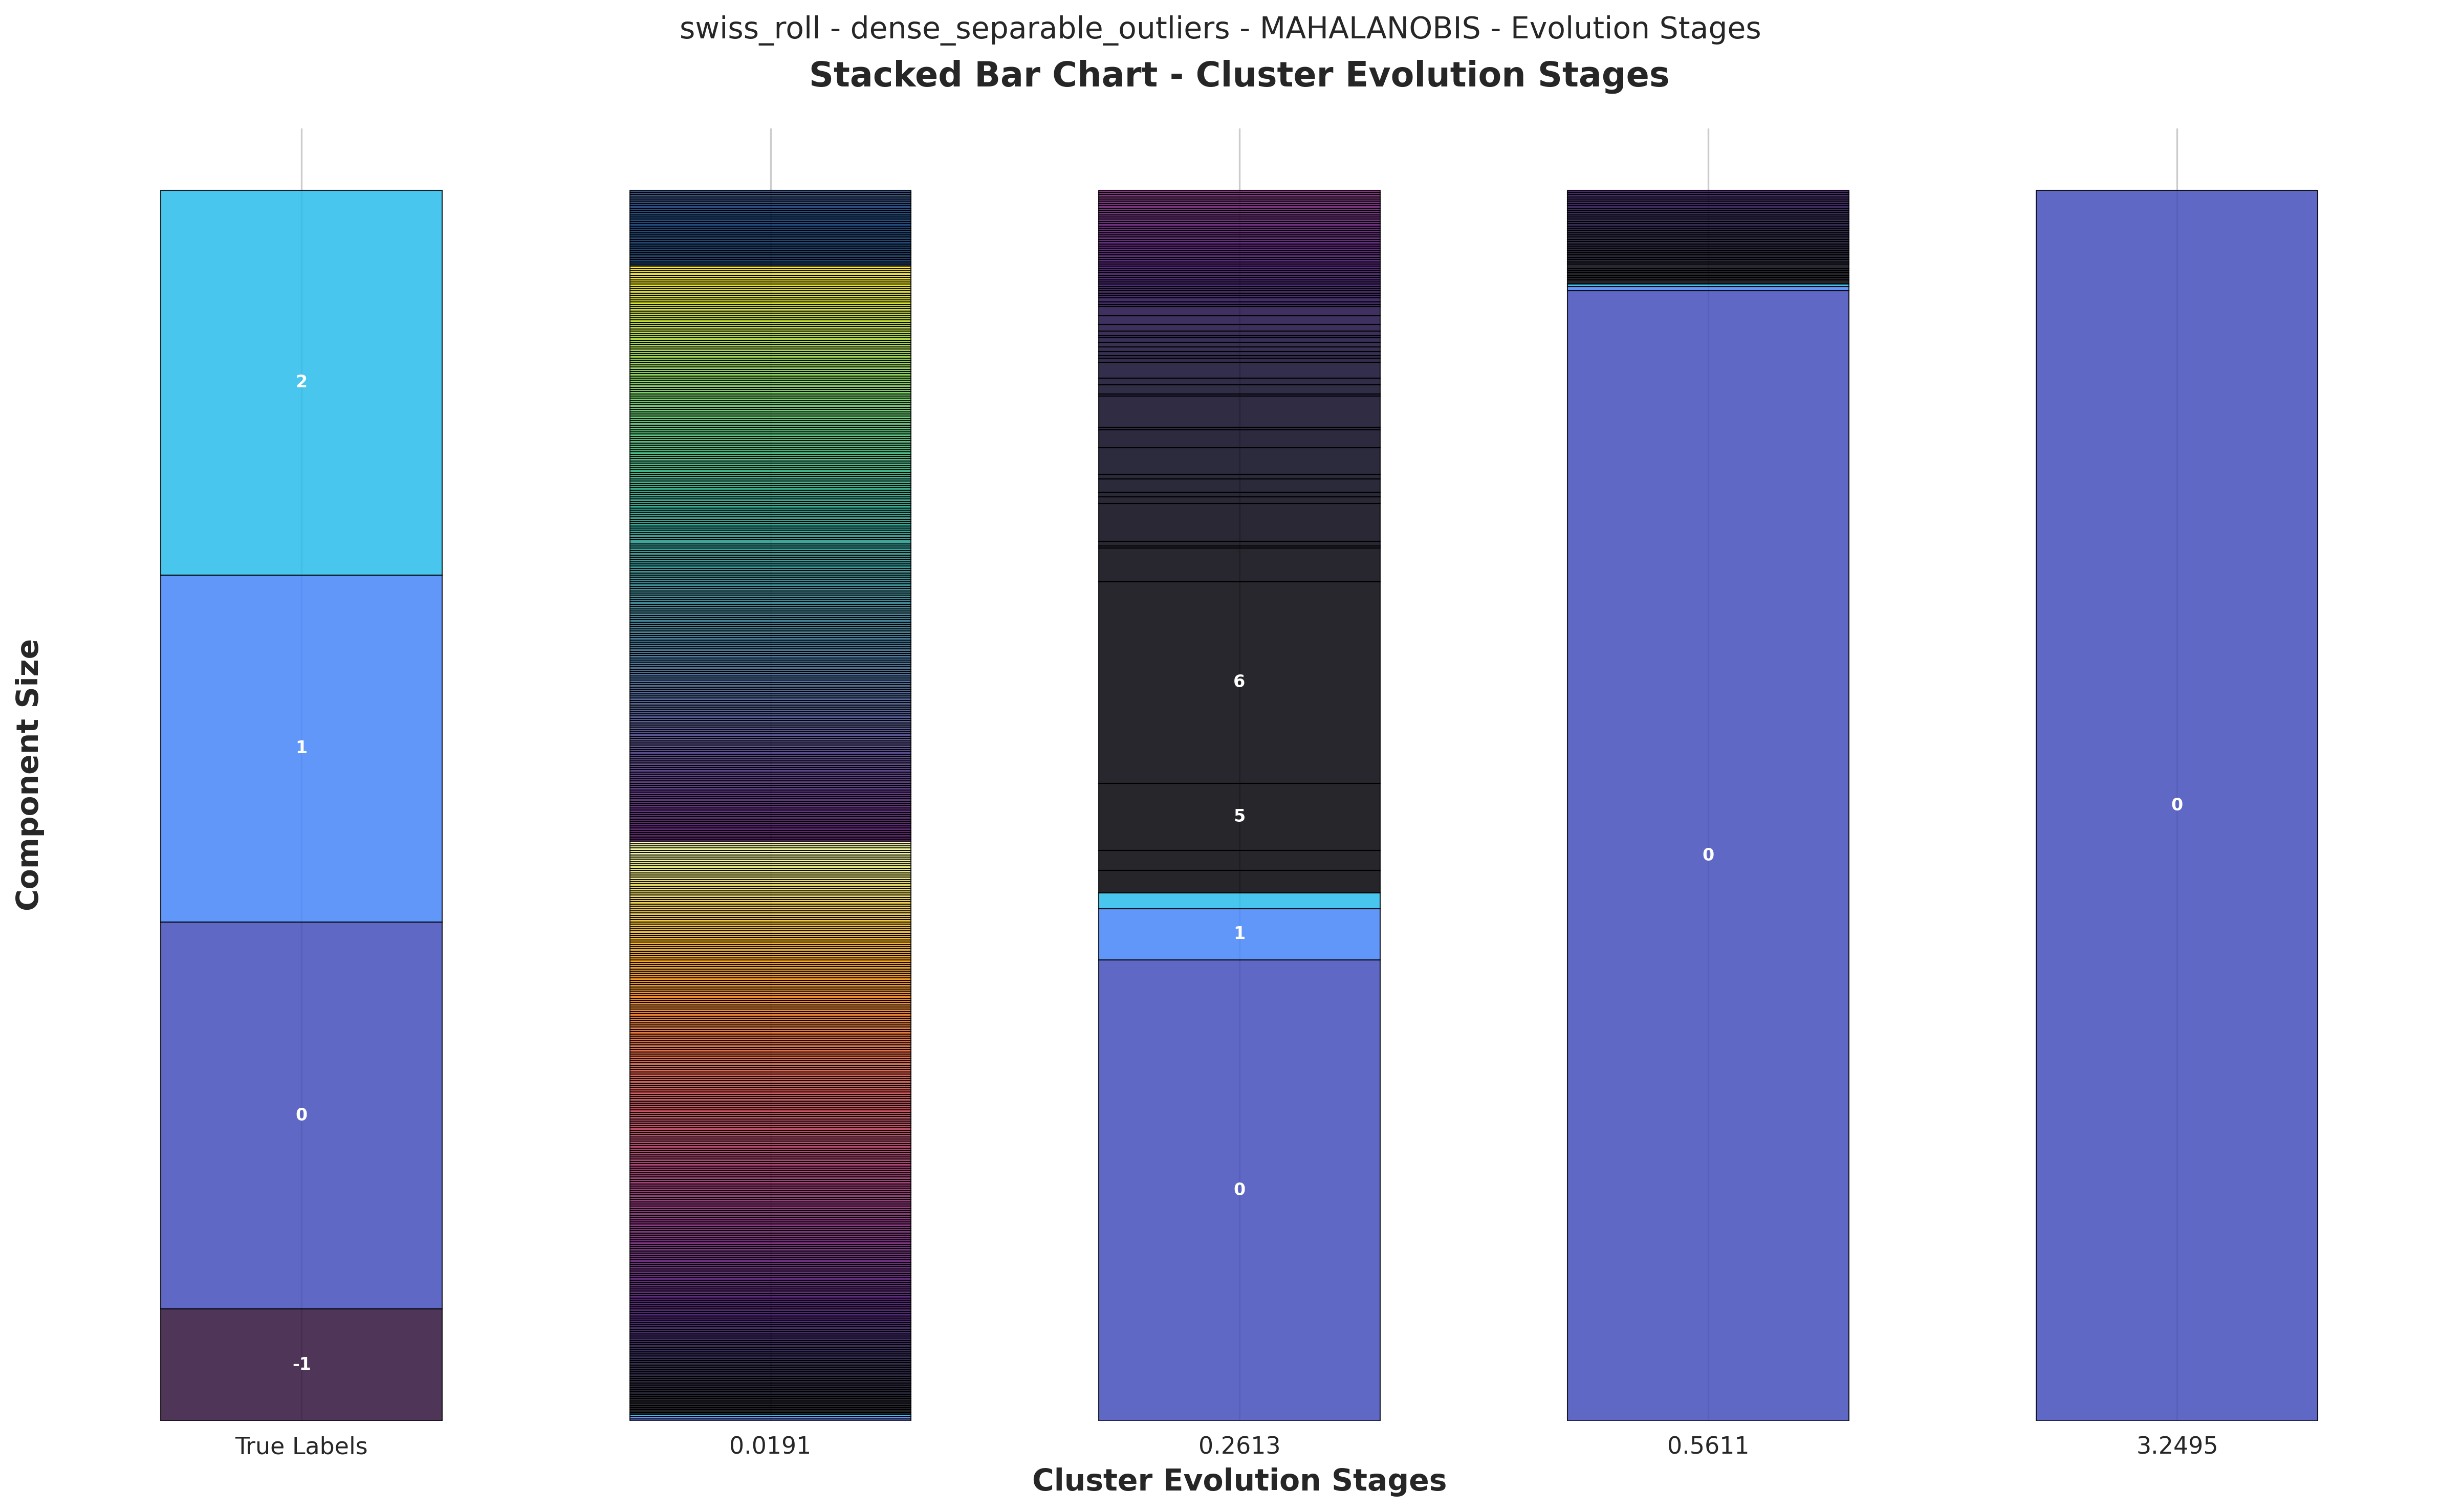 swiss_roll - dense_separable_outliers - MAHALANOBIS - Evolution Stages
Stacked Bar Chart - Cluster Evolution Stages
Component Size
2
1
0
-1
6
5
1
0
0
0
True Labels
0.0191
0.2613
0.5611
3.2495
Cluster Evolution Stages